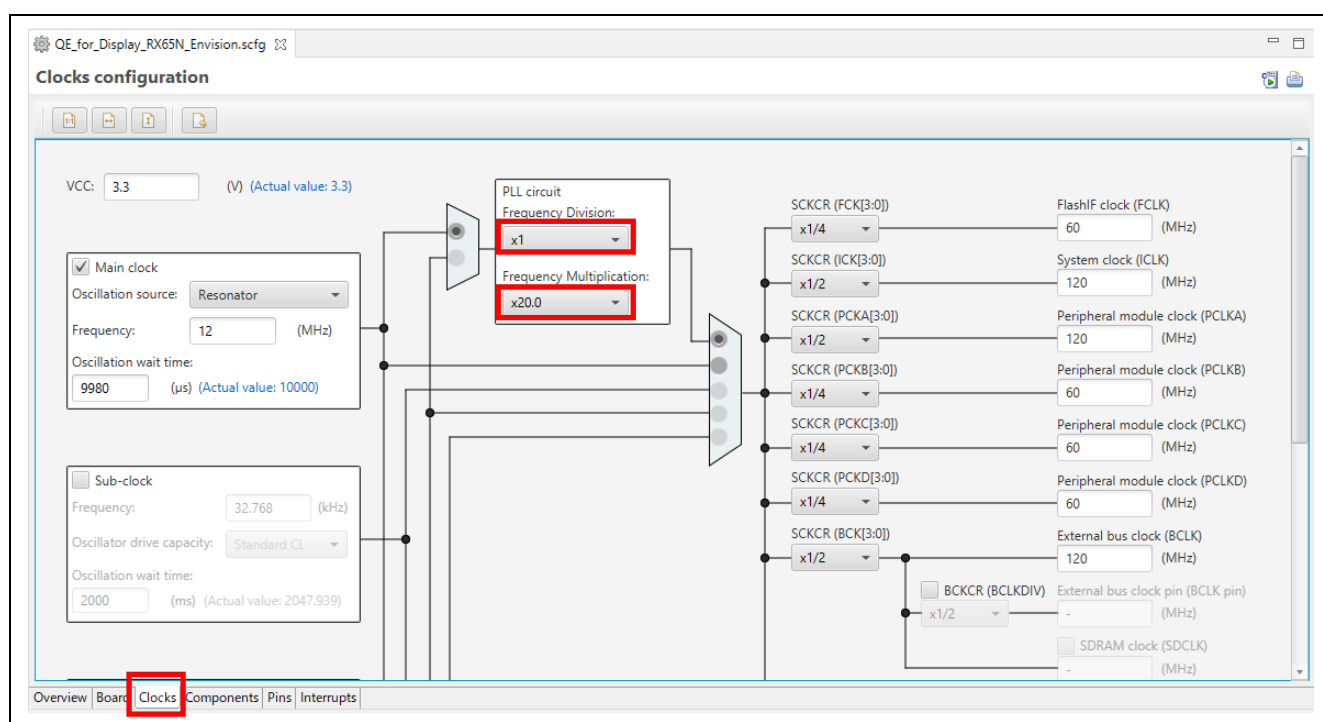 QE_for_Display_RX65N_Envision.scfg
Clocks configuration
VCC: 3.3 (V) (Actual value: 3.3)
Main clock
Oscillation source: Resonator
Frequency: 12 (MHz)
Oscillation wait time:
9980 (µs) (Actual value: 10000)
Sub-clock
Frequency: 32.768 (kHz)
Oscillator drive capacity: Standard CL
Oscillation wait time:
2000 (ms) (Actual value: 2047.939)
PLL circuit
Frequency Division:
x1
Frequency Multiplication:
x20.0
SCKCR (FCK[3:0]) FlashIF clock (FCLK)
x1/4 60 (MHz)
SCKCR (ICK[3:0]) System clock (ICLK)
x1/2 120 (MHz)
SCKCR (PCKA[3:0]) Peripheral module clock (PCLKA)
x1/2 120 (MHz)
SCKCR (PCKB[3:0]) Peripheral module clock (PCLKB)
x1/4 60 (MHz)
SCKCR (PCKC[3:0]) Peripheral module clock (PCLKC)
x1/4 60 (MHz)
SCKCR (PCKD[3:0]) Peripheral module clock (PCLKD)
x1/4 60 (MHz)
SCKCR (BCK[3:0]) External bus clock (BCLK)
x1/2 120 (MHz)
BCKCR (BCLKDIV) External bus clock pin (BCLK pin)
x1/2 - (MHz)
SDRAM clock (SDCLK)
- (MHz)
Overview Board Clocks Components Pins Interrupts